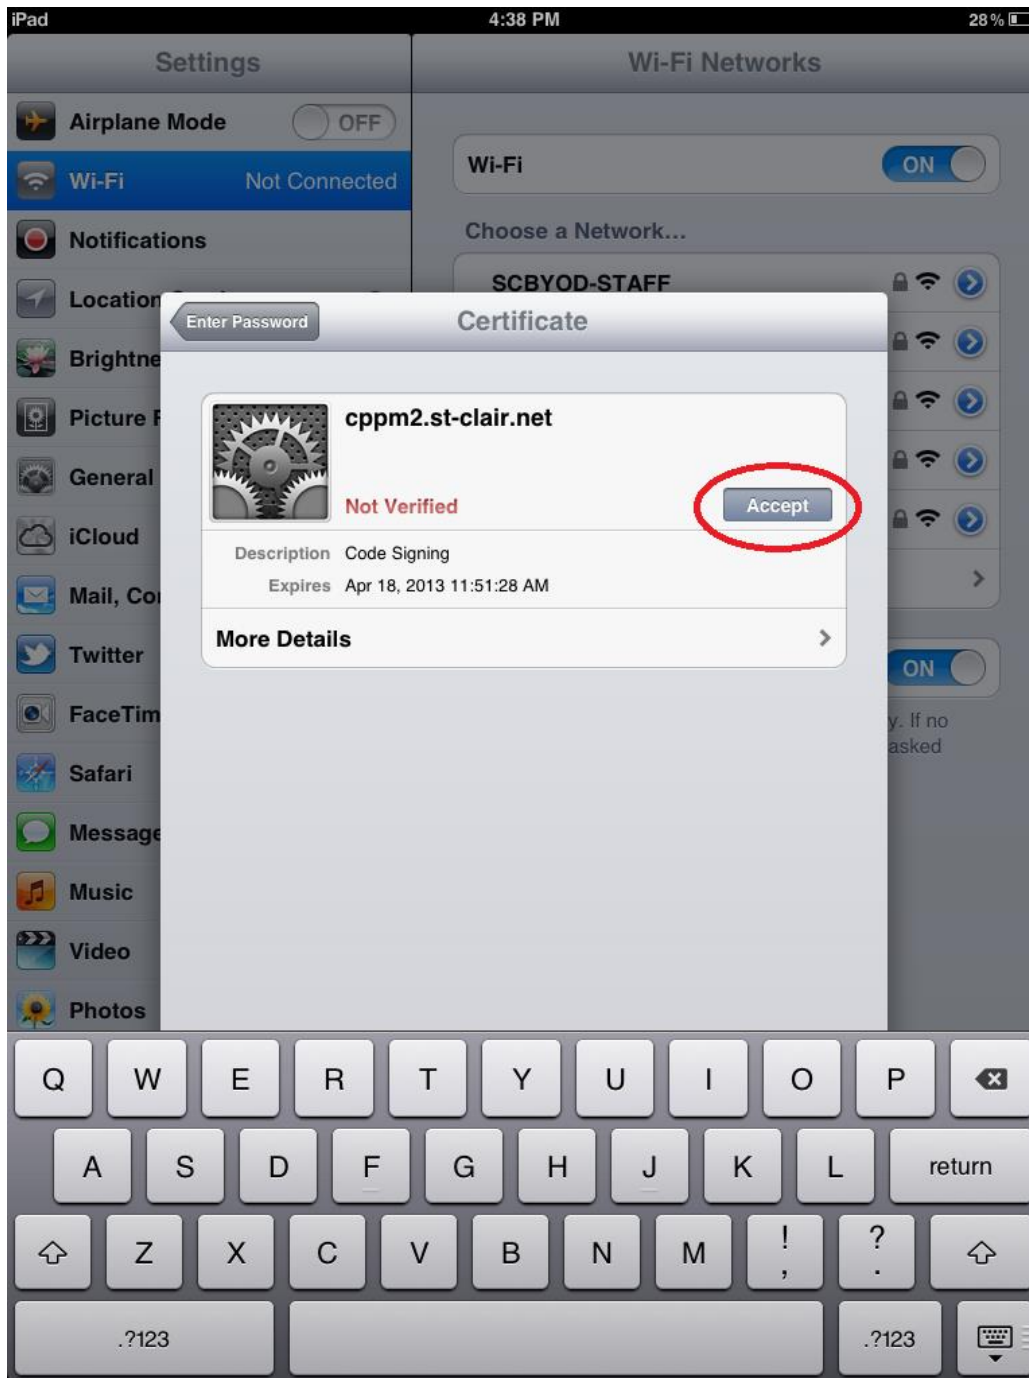 iPad 4:38 PM 28%
Settings Wi-Fi Networks
Airplane Mode OFF
Wi-Fi Not Connected
Wi-Fi ON
Notifications
Choose a Network...
SCBYOD-STAFF
Location
Enter Password Certificate
Brightne
cppm2.st-clair.net
Picture F
General
Not Verified Accept
iCloud
Description Code Signing
Expires Apr 18, 2013 11:51:28 AM
Mail, Co
More Details
Twitter
ON
FaceTim
y. If no
asked
Safari
Message
Music
Video
Photos
Q W E R T Y U I O P
A S D F G H J K L return
Z X C V B N M ! , ? .
.?123 .?123